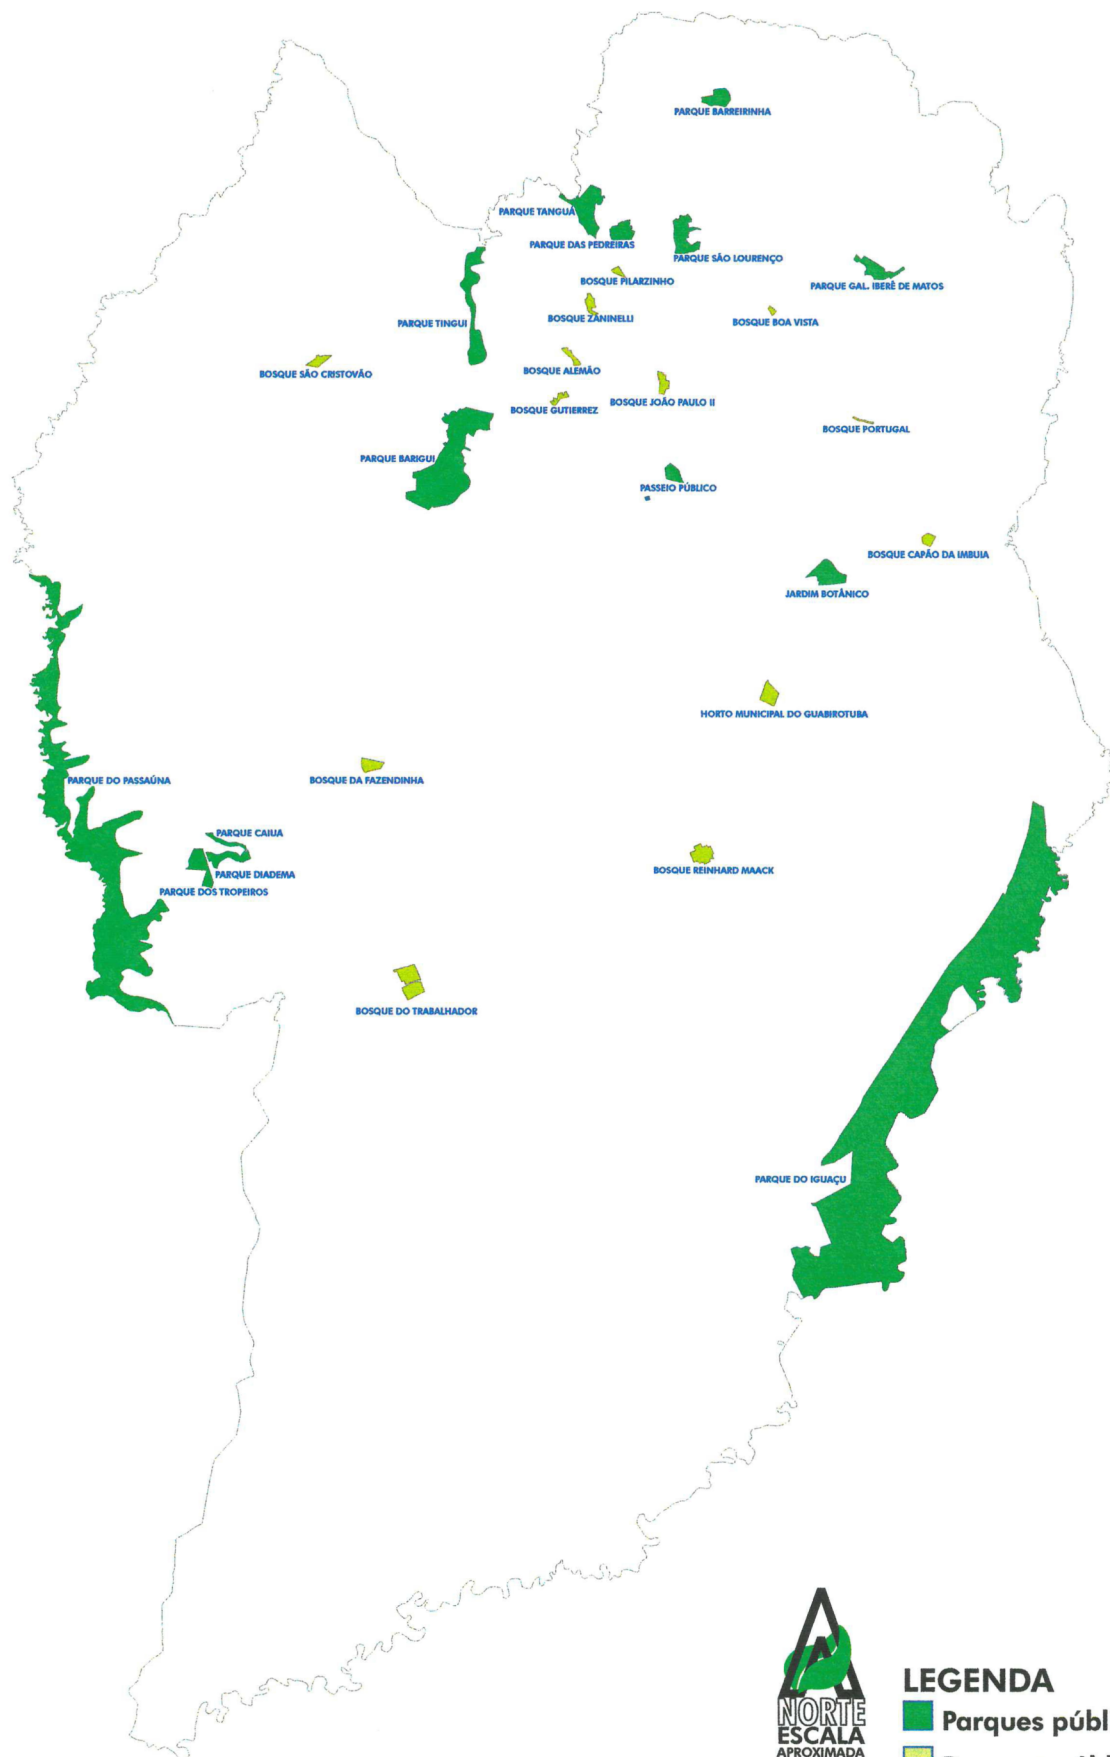 PARQUE BARREIRINHA
PARQUE TANGUÁ
PARQUE DAS PEDREIRAS
PARQUE SÃO LOURENÇO
BOSQUE PILARZINHO
PARQUE GAL. IBERÊ DE MATOS
BOSQUE ZANINELLI
PARQUE TINGUI
BOSQUE BOA VISTA
BOSQUE SÃO CRISTOVÃO
BOSQUE ALEMÃO
BOSQUE JOÃO PAULO II
BOSQUE GUTIERREZ
BOSQUE PORTUGAL
PARQUE BARIGUI
PASSEIO PÚBLICO
BOSQUE CAPÃO DA IMBUIA
JARDIM BOTÂNICO
HORTO MUNICIPAL DO GUABIROTUBA
PARQUE DO PASSAÚNA
BOSQUE DA FAZENDINHA
PARQUE CAIUA
PARQUE DIADEMA
PARQUE DOS TROPEIROS
BOSQUE REINHARD MAACK
BOSQUE DO TRABALHADOR
PARQUE DO IGUAÇU
NORTE
ESCALA
APROXIMADA
LEGENDA
Parques públ